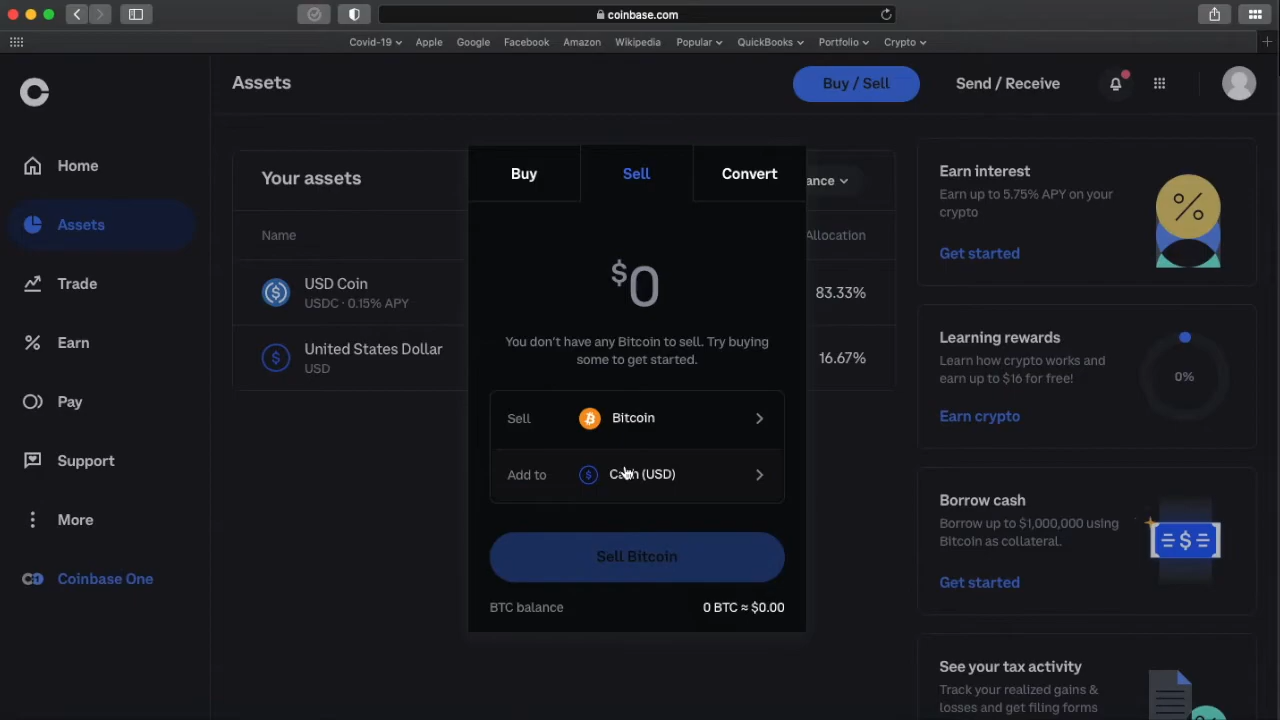 coinbase.com
Covid-19
Apple
Google
Facebook
Amazon
Wikipedia
Popular
QuickBooks
Portfolio
Crypto
Assets
Buy / Sell
Send / Receive
Home
Assets
Trade
Earn
Pay
Support
More
Coinbase One
Your assets
Name
Allocation
USD Coin
USDC · 0.15% APY
83.33%
United States Dollar
USD
16.67%
Buy
Sell
Convert
$0
You don't have any Bitcoin to sell. Try buying
some to get started.
Sell
Bitcoin
Add to
(USD)
Sell Bitcoin
BTC balance
0 BTC ≈ $0.00
Earn interest
Earn up to 5.75% APY on your
crypto
Get started
Learning rewards
Learn how crypto works and
earn up to $16 for free!
0%
Earn crypto
Borrow cash
Borrow up to $1,000,000 using
Bitcoin as collateral.
Get started
See your tax activity
Track your realized gains &
losses and get filing forms